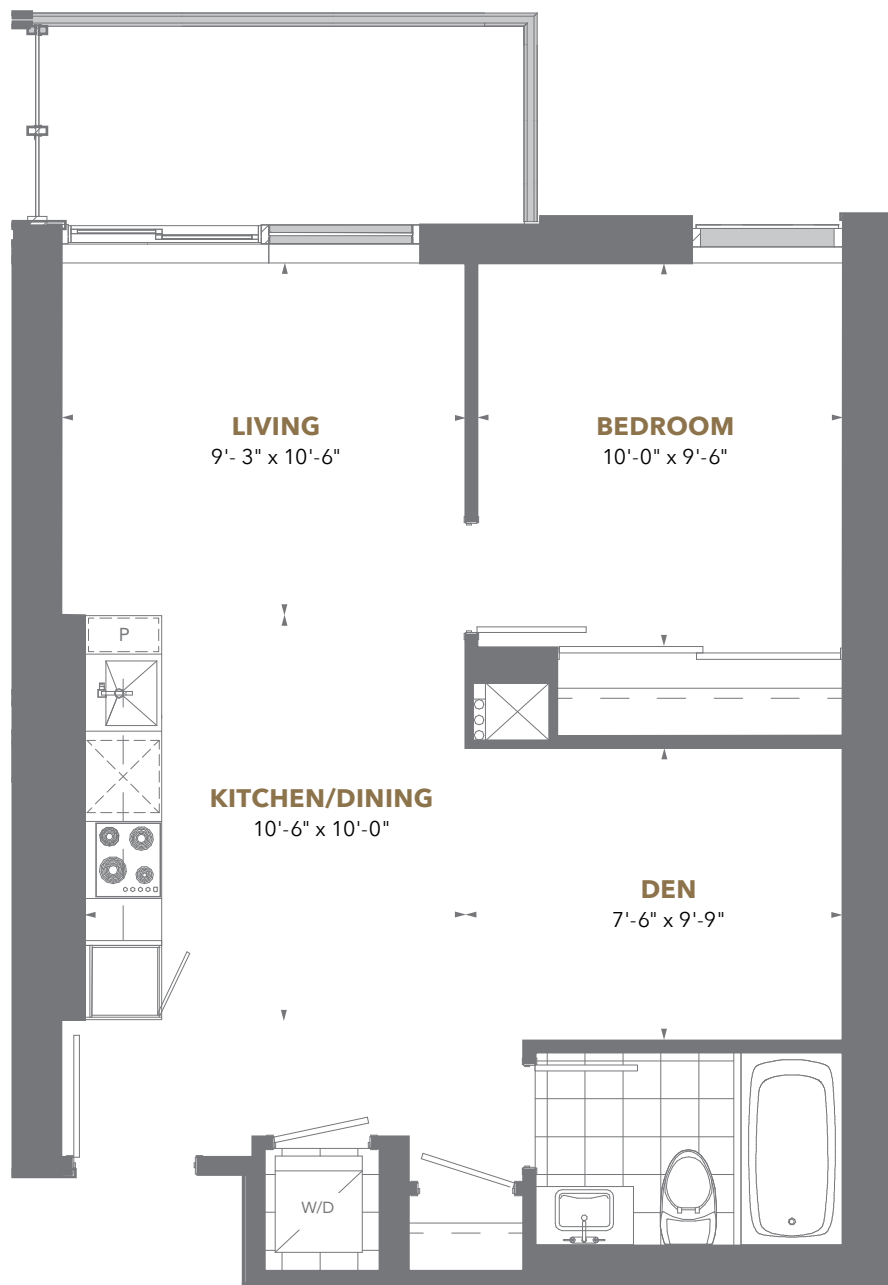 LIVING
9'- 3" x 10'-6"
BEDROOM
10'-0" x 9'-6"
P
KITCHEN/DINING
10'-6" x 10'-0"
DEN
7'-6" x 9'-9"
W/D